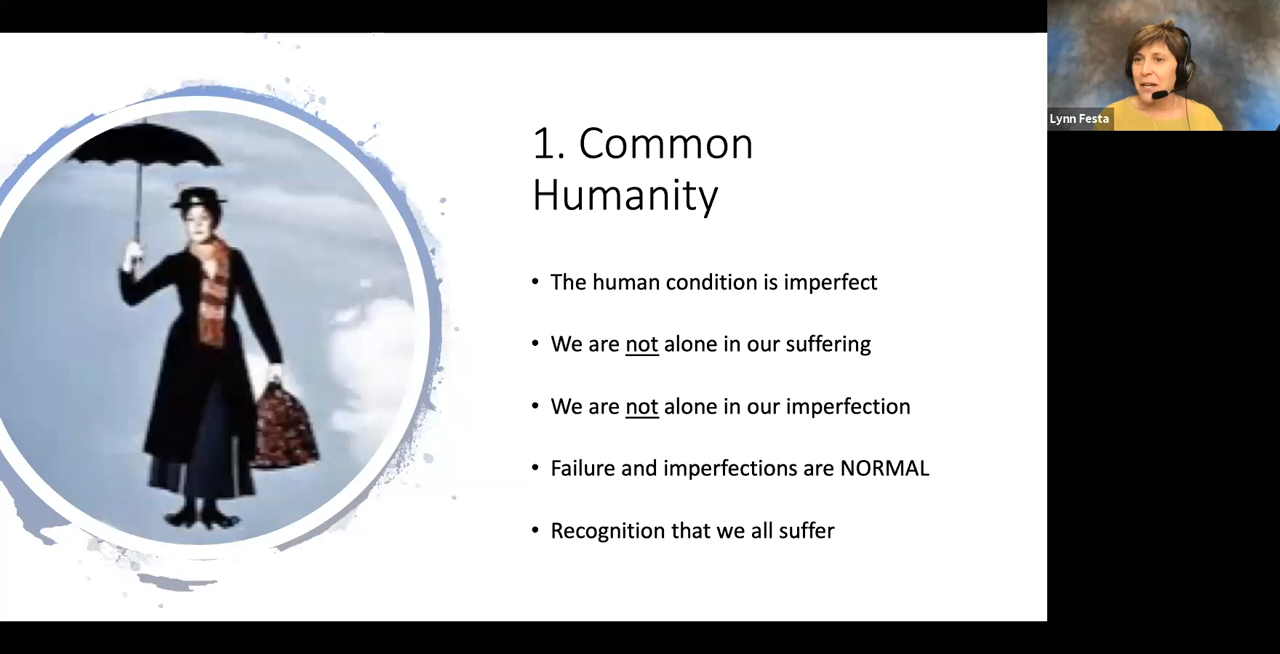 1. Common
Humanity
• The human condition is imperfect
• We are not alone in our suffering
• We are not alone in our imperfection
• Failure and imperfections are NORMAL
• Recognition that we all suffer
Lynn Festa